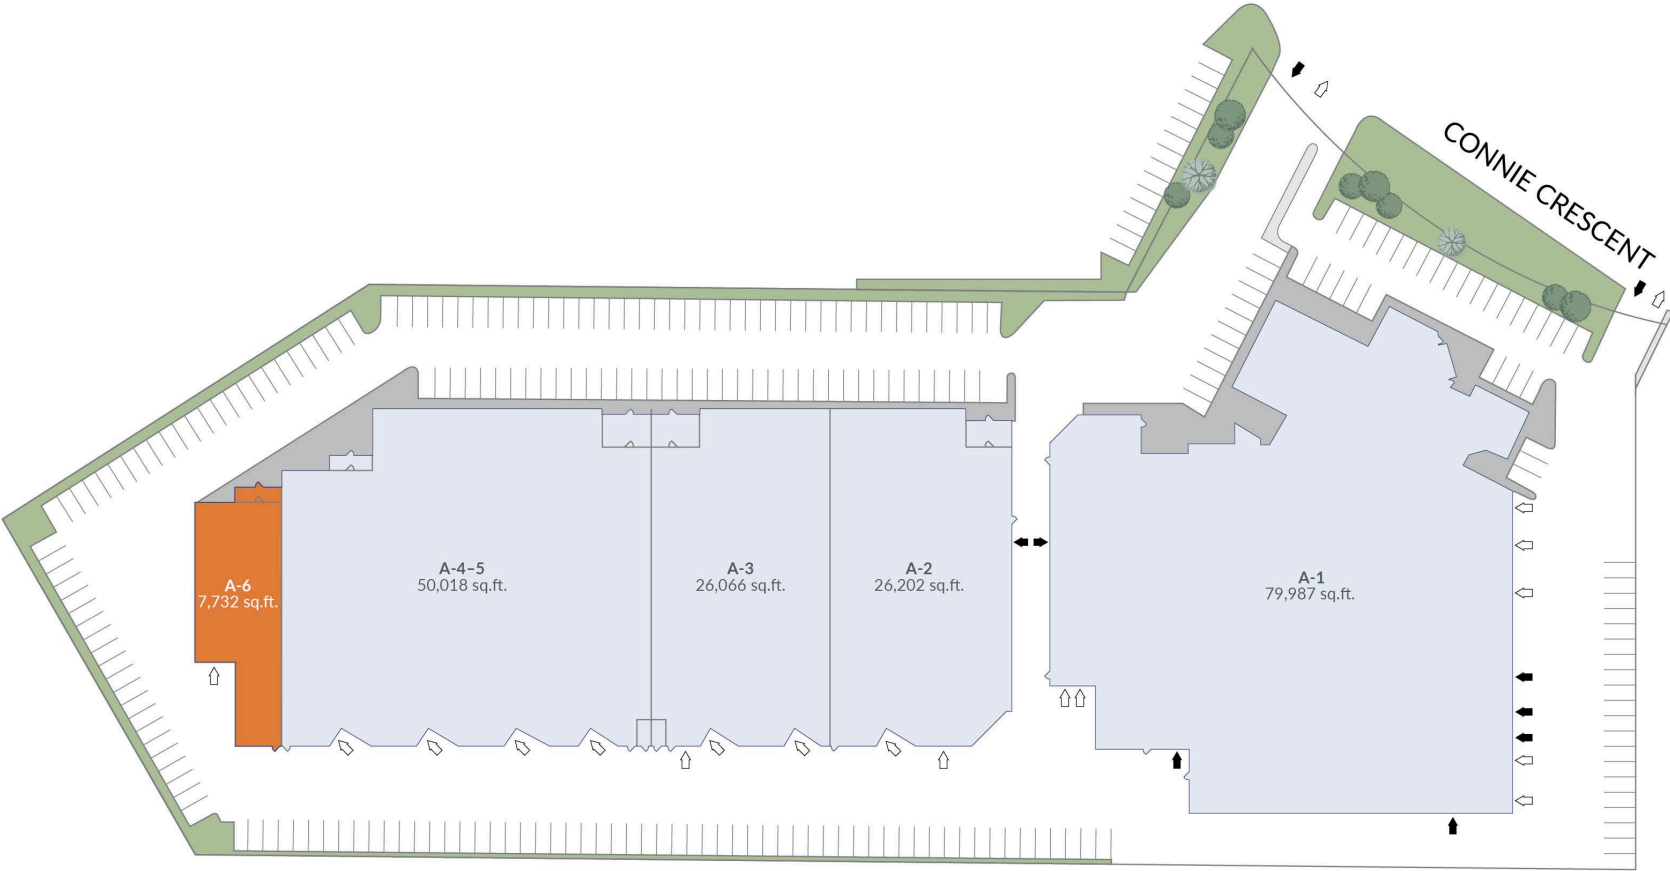 CONNIE CRESCENT
A-6
7,732 sq.ft.
A-4–5
50,018 sq.ft.
A-3
26,066 sq.ft.
A-2
26,202 sq.ft.
A-1
79,987 sq.ft.